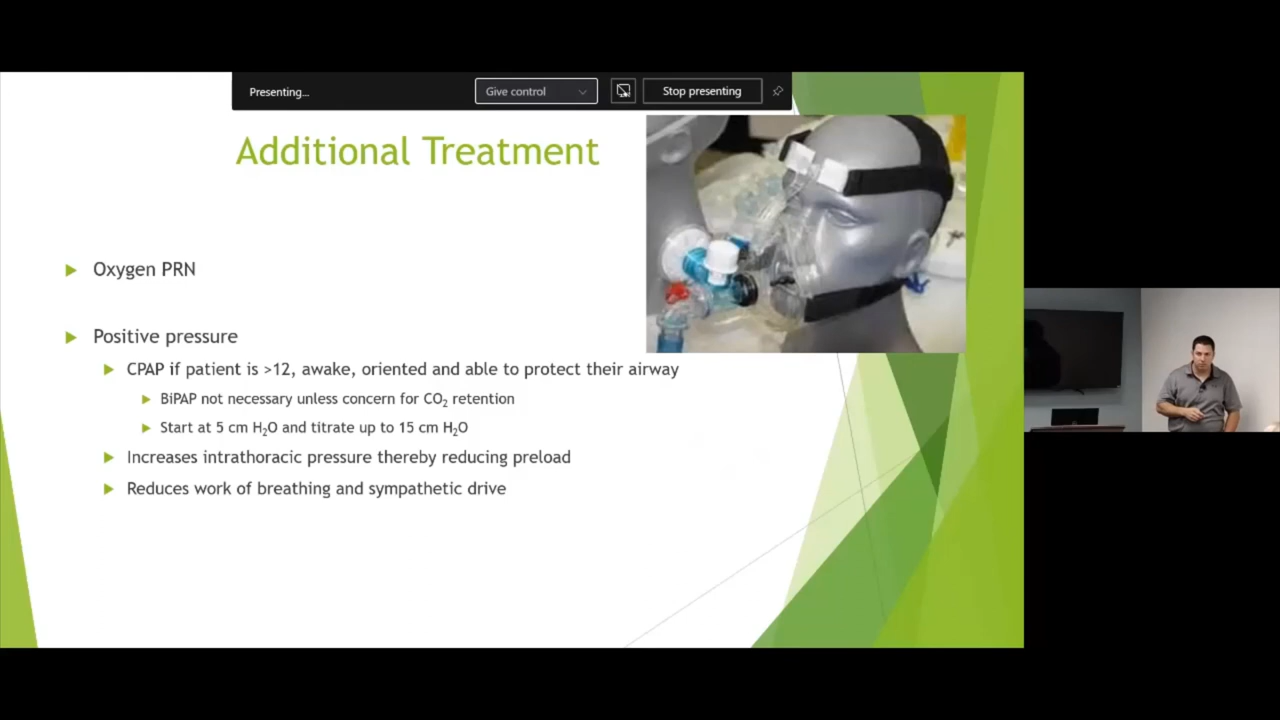 Presenting...
Give control
Stop presenting
Additional Treatment
Oxygen PRN
Positive pressure
CPAP if patient is >12, awake, oriented and able to protect their airway
BiPAP not necessary unless concern for CO₂ retention
Start at 5 cm H₂O and titrate up to 15 cm H₂O
Increases intrathoracic pressure thereby reducing preload
Reduces work of breathing and sympathetic drive